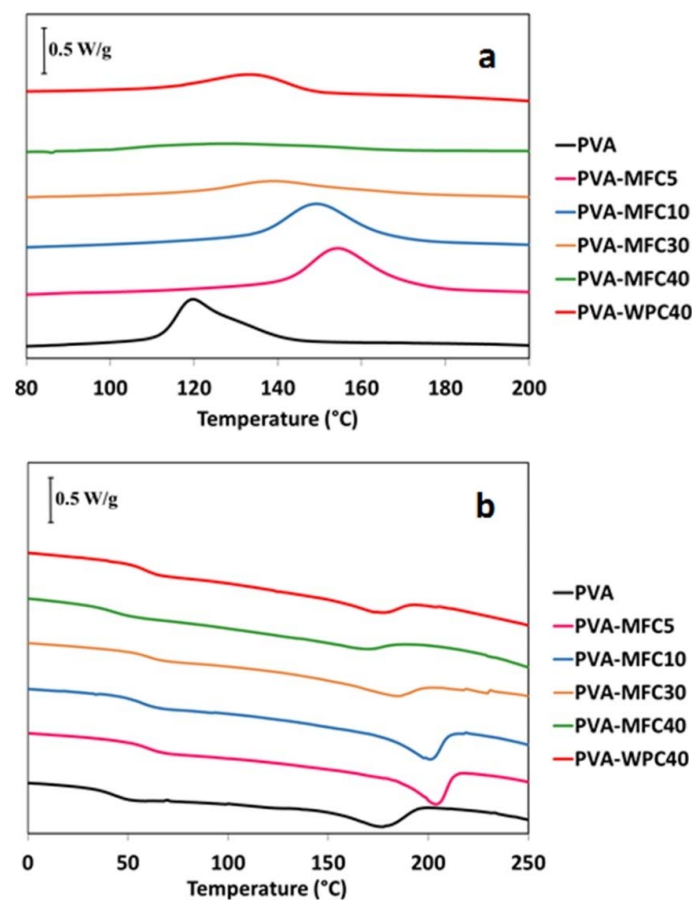 0.5 W/g
a
PVA
PVA-MFC5
PVA-MFC10
PVA-MFC30
PVA-MFC40
PVA-WPC40
80 100 120 140 160 180 200
Temperature (°C)
0.5 W/g
b
PVA
PVA-MFC5
PVA-MFC10
PVA-MFC30
PVA-MFC40
PVA-WPC40
0 50 100 150 200 250
Temperature (°C)